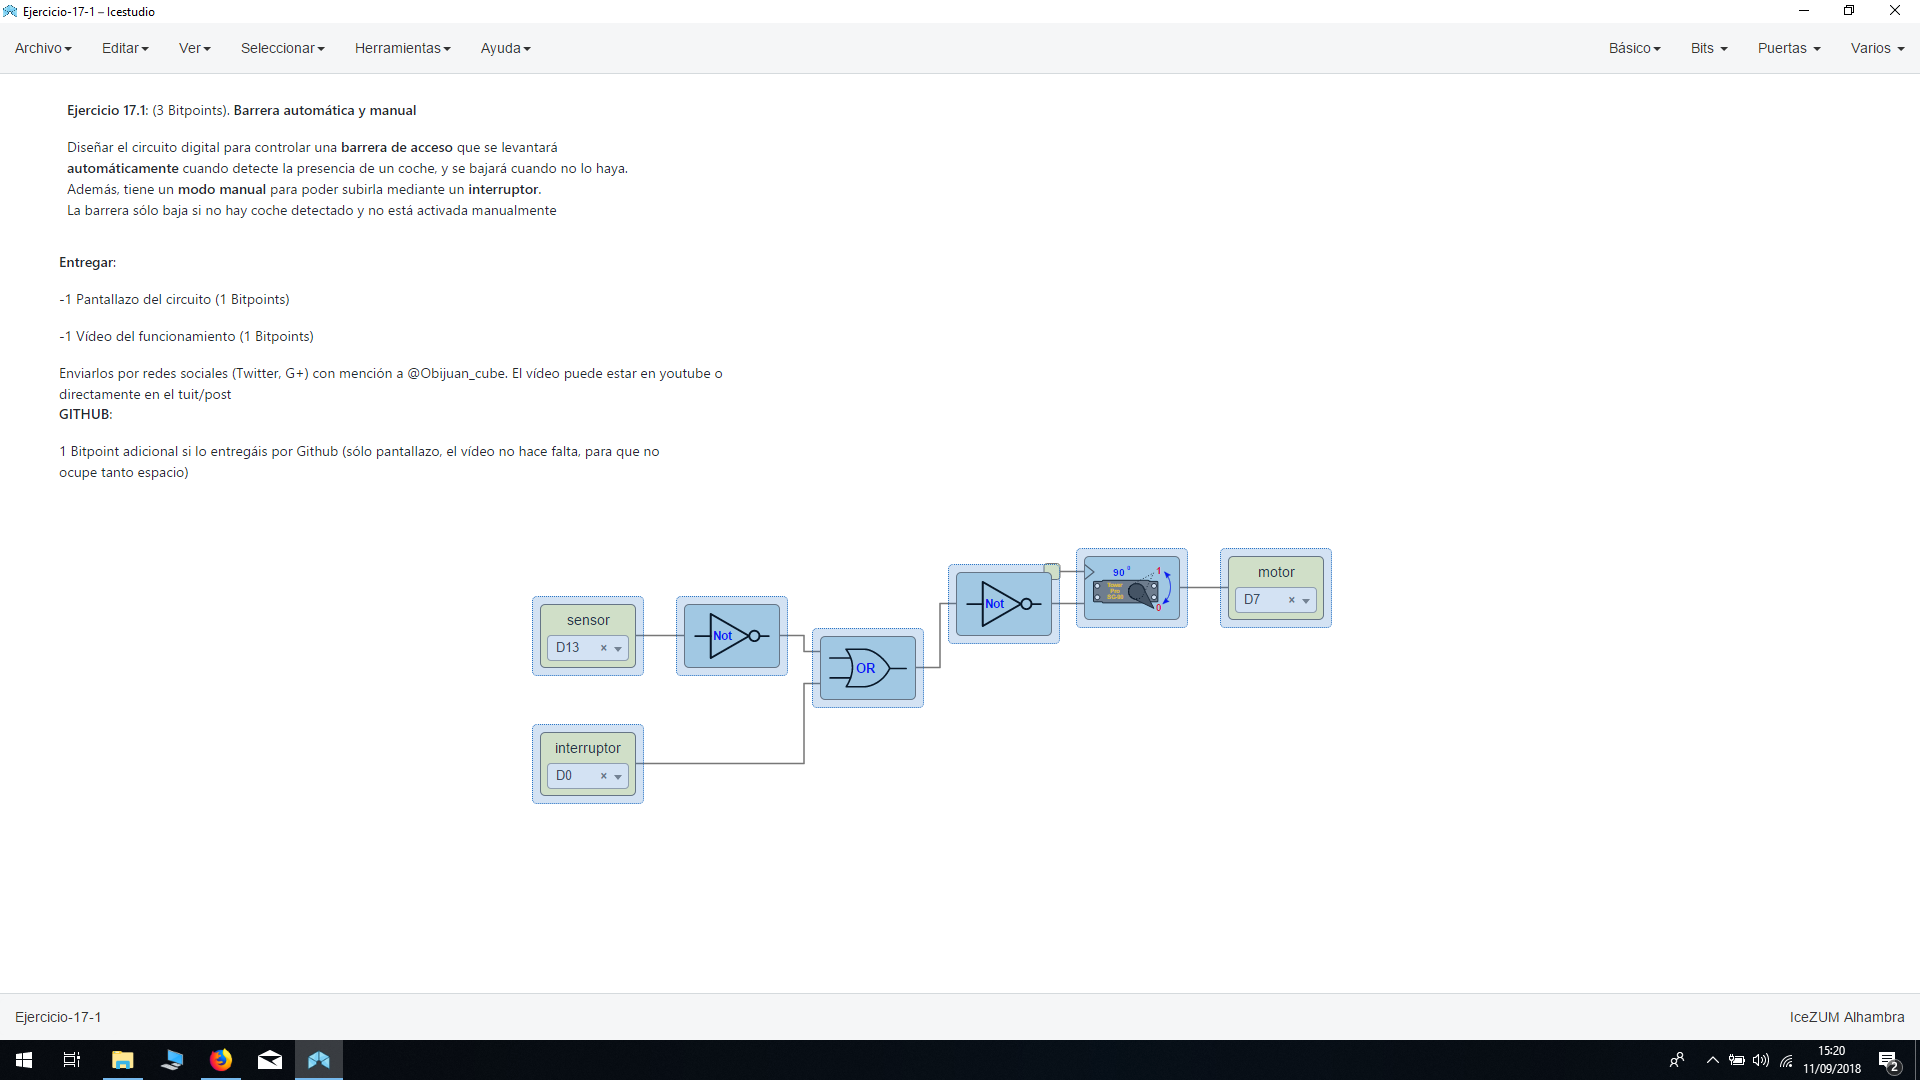 Ejercicio-17-1 – Icestudio
Archivo Editar Ver Seleccionar Herramientas Ayuda Básico Bits Puertas Varios
Ejercicio 17.1: (3 Bitpoints). Barrera automática y manual
Diseñar el circuito digital para controlar una barrera de acceso que se levantará
automáticamente cuando detecte la presencia de un coche, y se bajará cuando no lo haya.
Además, tiene un modo manual para poder subirla mediante un interruptor.
La barrera sólo baja si no hay coche detectado y no está activada manualmente
Entregar:
-1 Pantallazo del circuito (1 Bitpoints)
-1 Vídeo del funcionamiento (1 Bitpoints)
Enviarlos por redes sociales (Twitter, G+) con mención a @Obijuan_cube. El vídeo puede estar en youtube o
directamente en el tuit/post
GITHUB:
1 Bitpoint adicional si lo entregáis por Github (sólo pantallazo, el vídeo no hace falta, para que no
ocupe tanto espacio)
sensor
D13 ×
Not
OR
interruptor
D0 ×
Not
90 º
1
Tower
Pro
SG-90
0
motor
D7 ×
Ejercicio-17-1
IceZUM Alhambra
15:20
11/09/2018
2